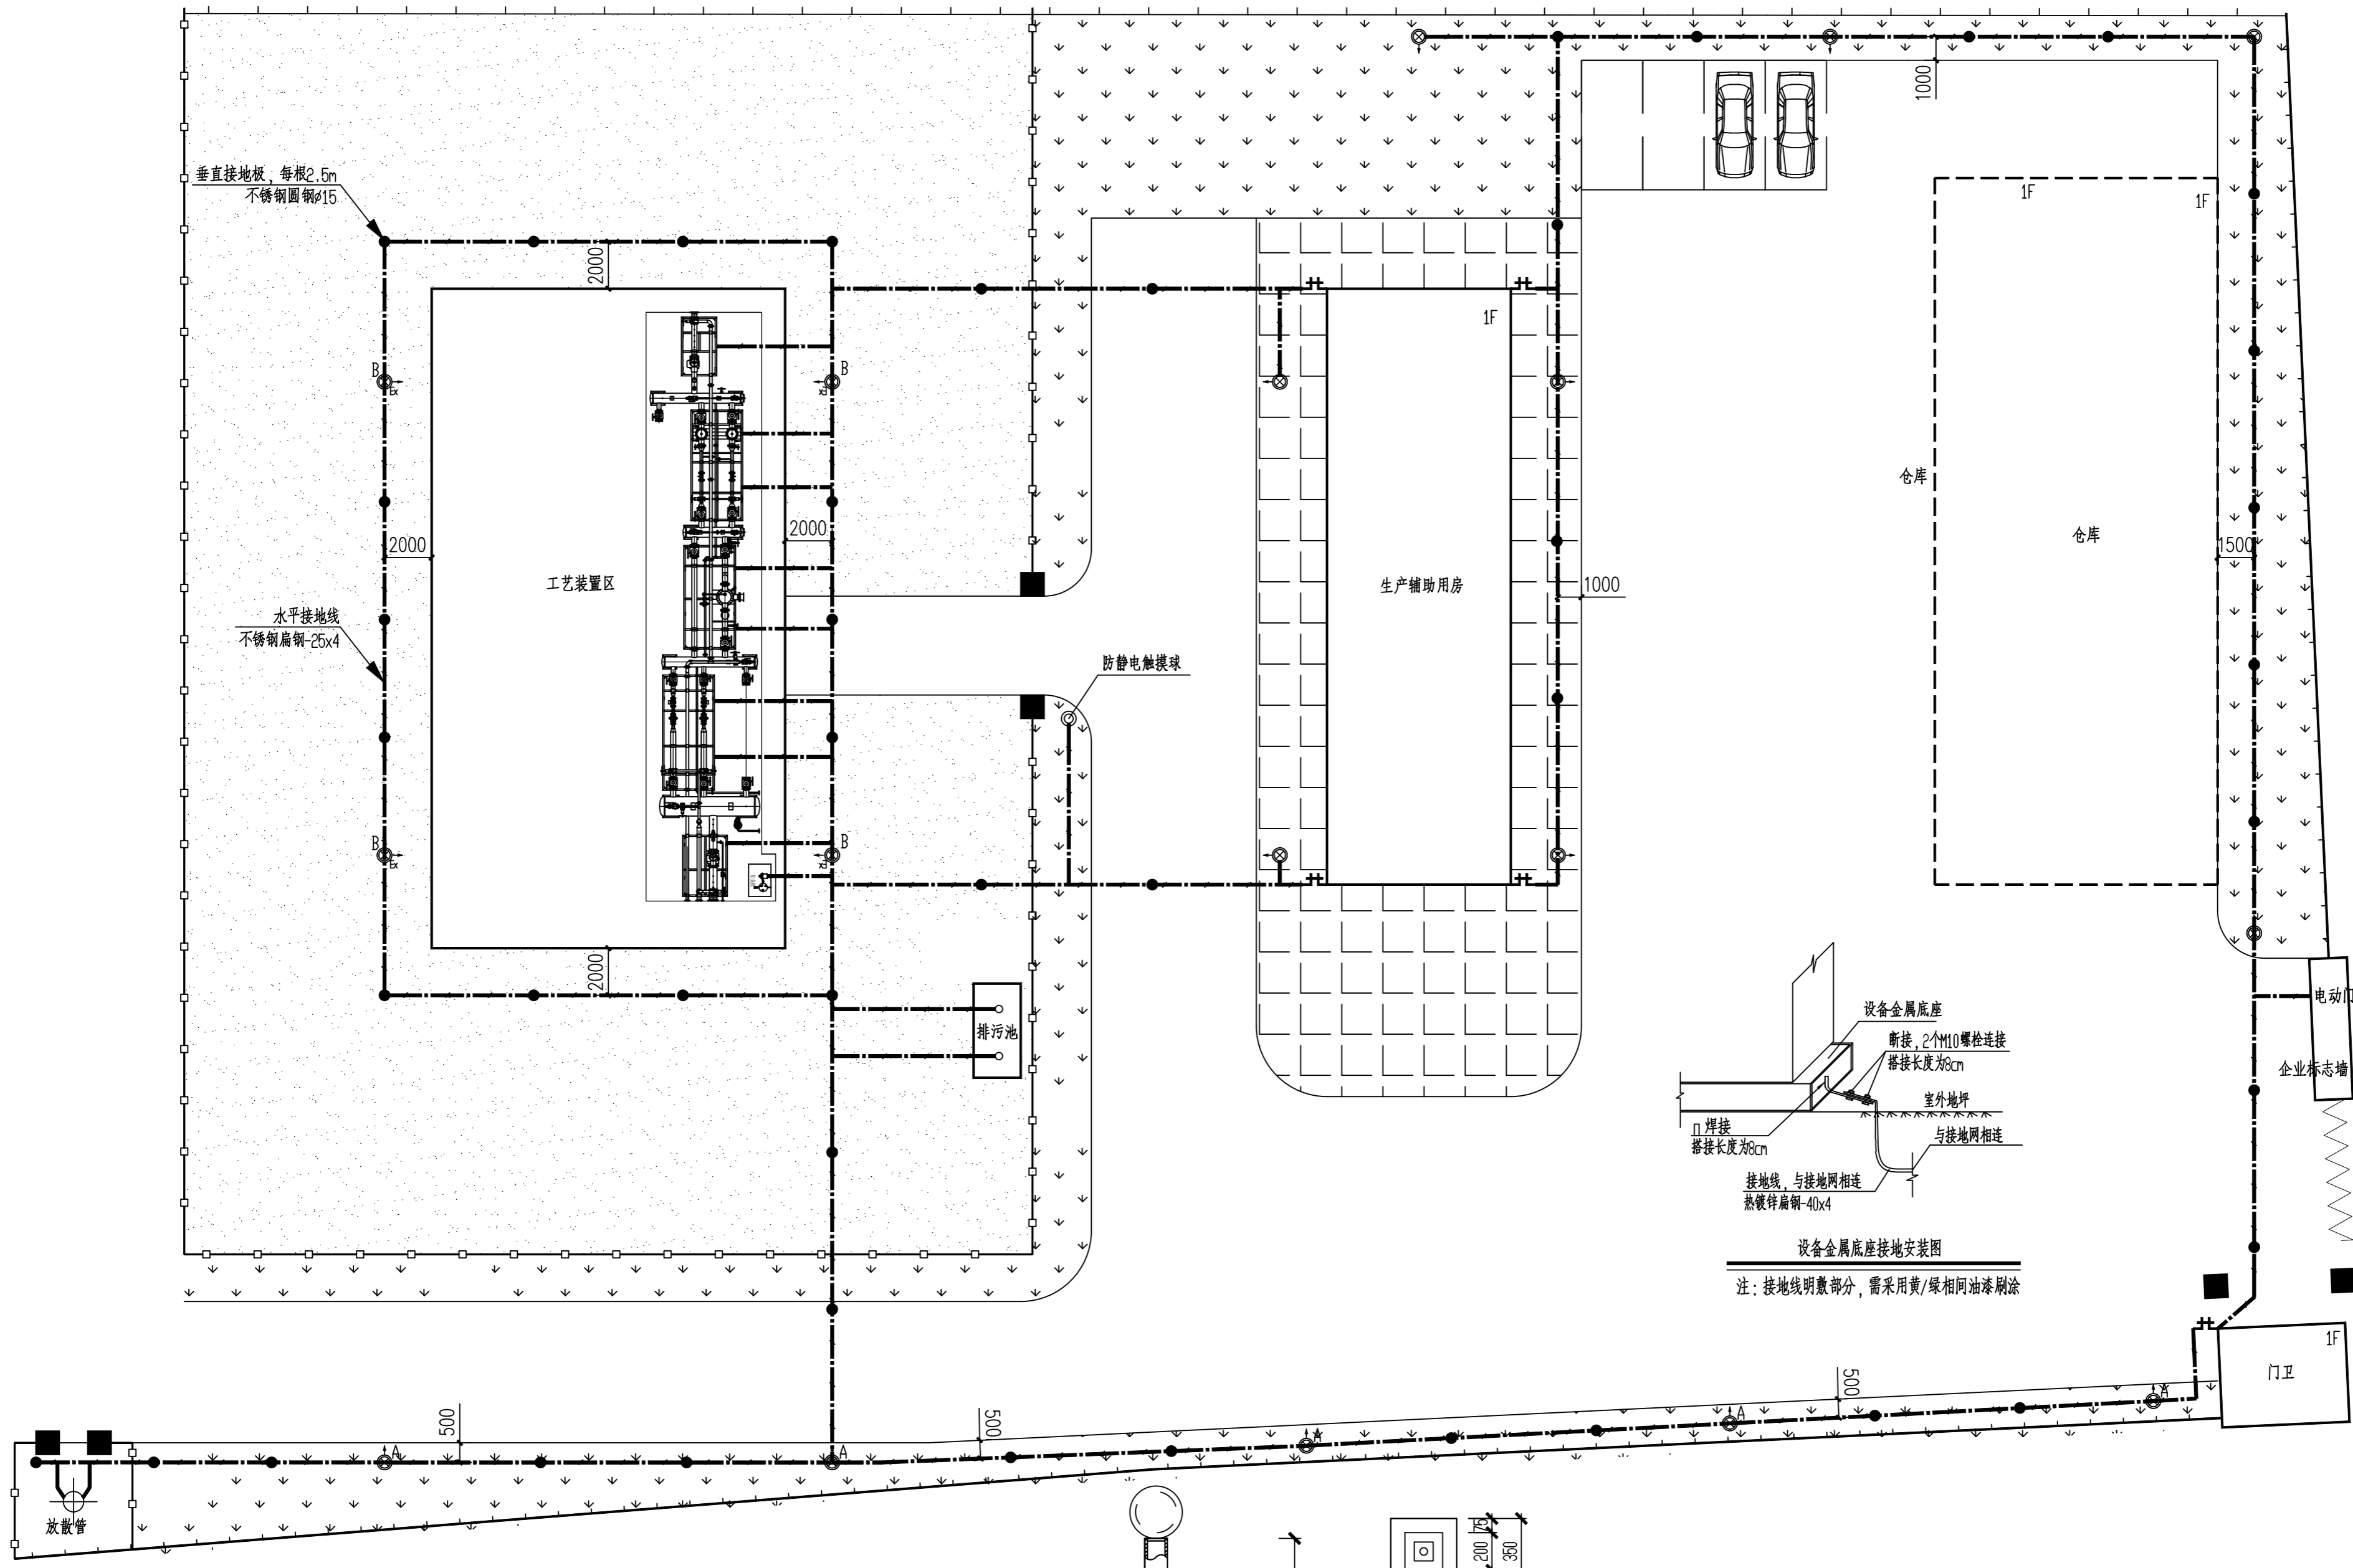 1000
垂直接地极，每根2.5m
不锈钢圆钢ø15
1F
1F
2000
1F
B
Ex
B
Ex
仓库
仓库
2000
2000
1500
工艺装置区
生产辅助用房
1000
水平接地线
不锈钢扁钢-25x4
防静电触摸球
B
Ex
B
Ex
2000
排污池
电动门
设备金属底座
断接，2个M10螺栓连接
搭接长度为8cm
企业标志墙
室外地坪
焊接
搭接长度为8cm
与接地网相连
接地线，与接地网相连
热镀锌扁钢-40x4
设备金属底座接地安装图
注：接地线明敷部分，需采用黄/绿相间油漆刷涂
1F
门卫
500
500
500
A
A
A
A
A
放散管
75
200
350